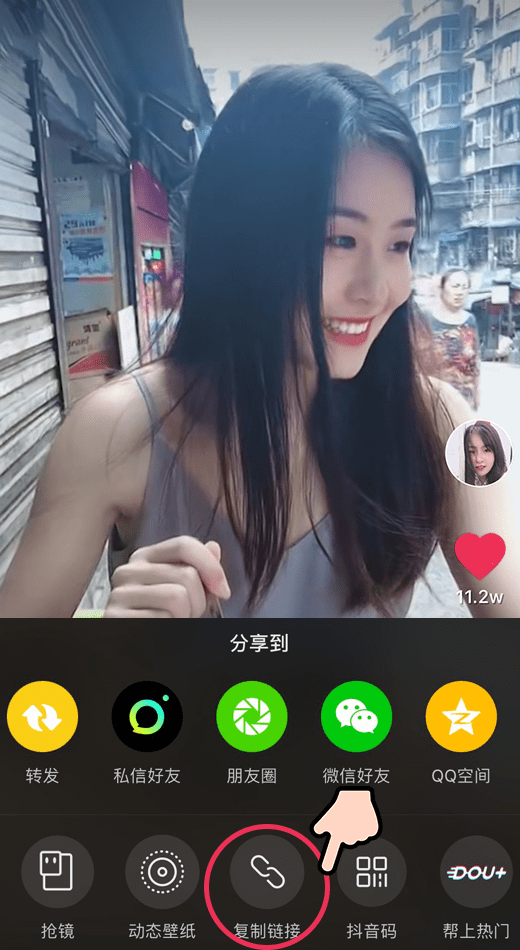 11.2w
分享到
转发
私信好友
朋友圈
微信好友
QQ空间
抢镜
动态壁纸
复制链接
抖音码
DOU+
帮上热门